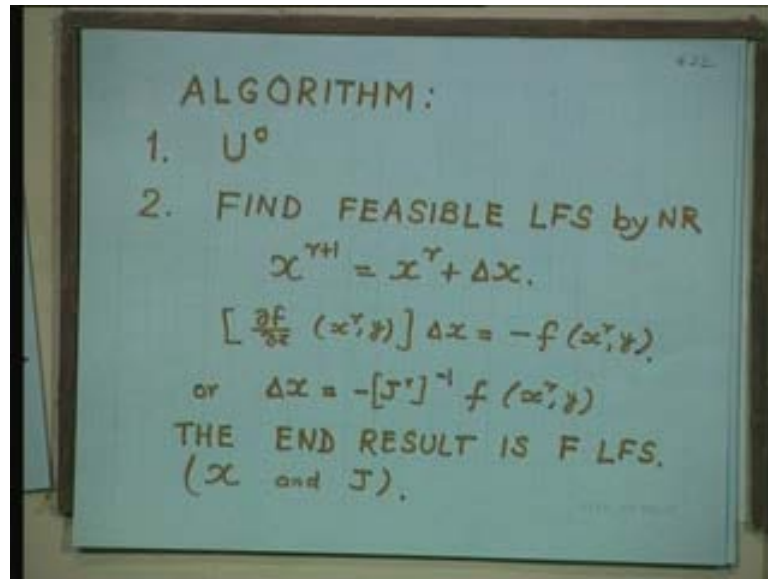 ALGORITHM:
1. U⁰
2. FIND FEASIBLE LFS by NR
x^{r+1} = x^r + Δx.
[∂f/∂x (x^r, y)] Δx = -f (x^r, y).
or Δx = -[J^r]^{-1} f (x^r, y)
THE END RESULT IS F LFS.
(x and J).